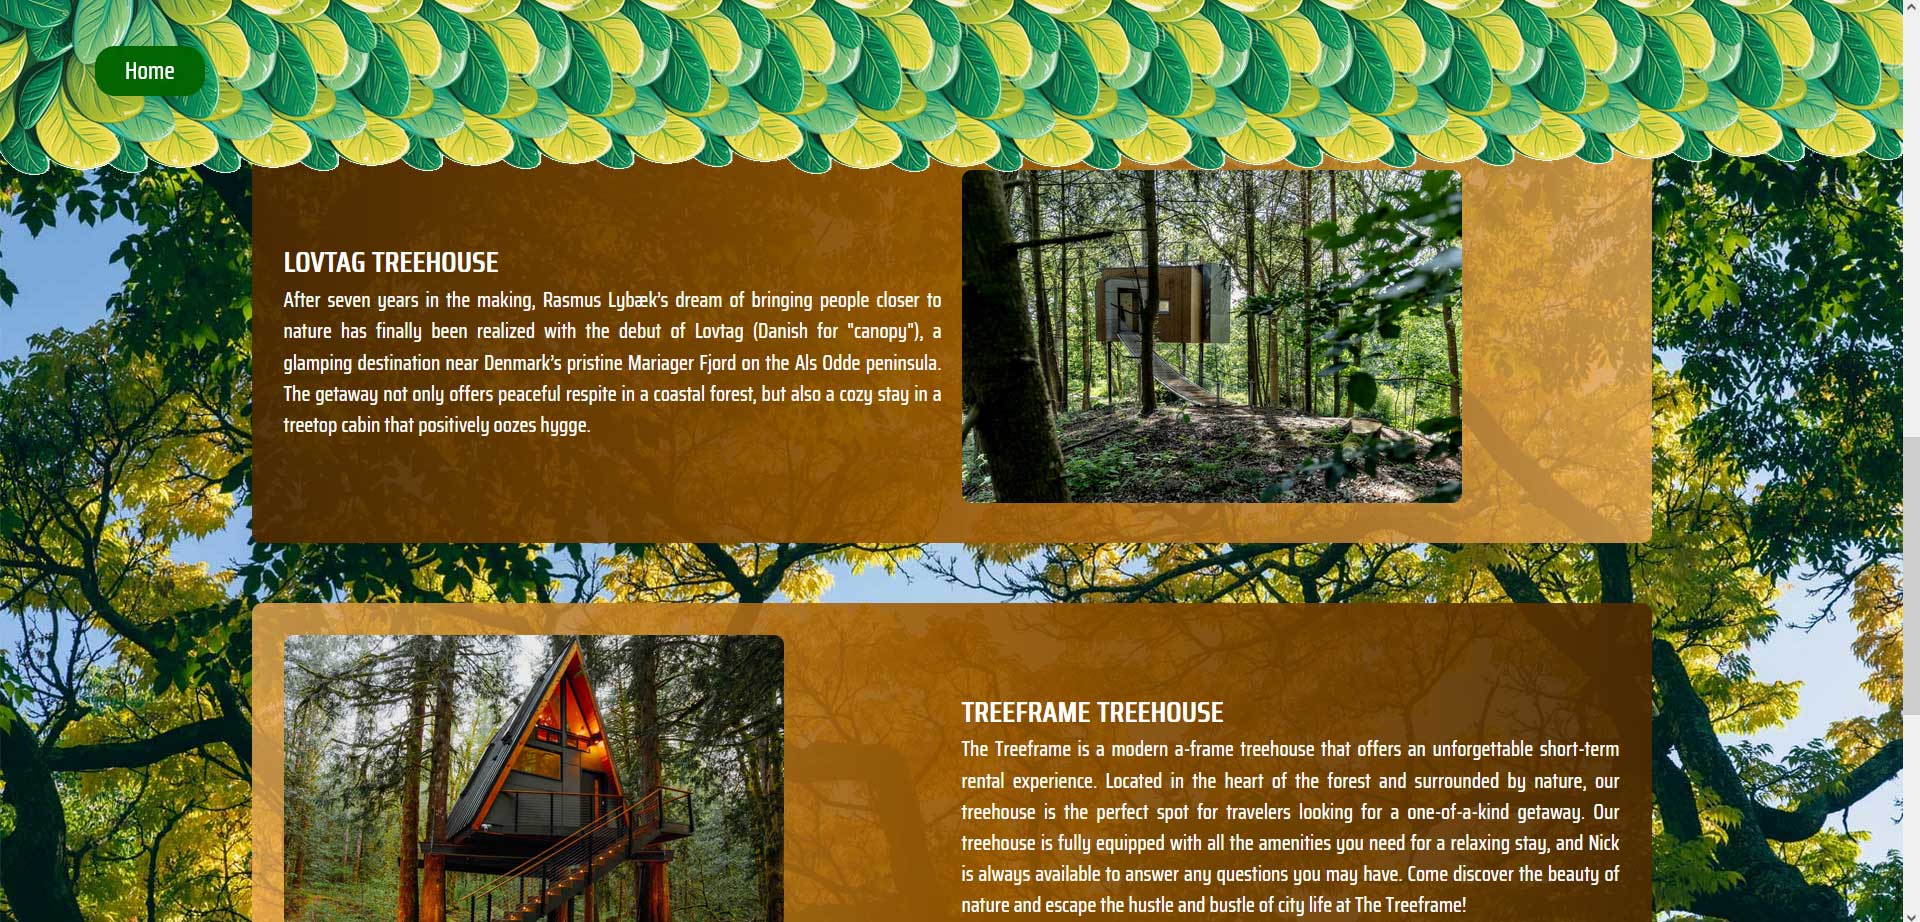 Home
LOVTAG TREEHOUSE
After seven years in the making, Rasmus Lybæk’s dream of bringing people closer to
nature has finally been realized with the debut of Lovtag (Danish for "canopy"), a
glamping destination near Denmark’s pristine Mariager Fjord on the Als Odde peninsula.
The getaway not only offers peaceful respite in a coastal forest, but also a cozy stay in a
treetop cabin that positively oozes hygge.
TREEFRAME TREEHOUSE
The Treeframe is a modern a-frame treehouse that offers an unforgettable short-term
rental experience. Located in the heart of the forest and surrounded by nature, our
treehouse is the perfect spot for travelers looking for a one-of-a-kind getaway. Our
treehouse is fully equipped with all the amenities you need for a relaxing stay, and Nick
is always available to answer any questions you may have. Come discover the beauty of
nature and escape the hustle and bustle of city life at The Treeframe!